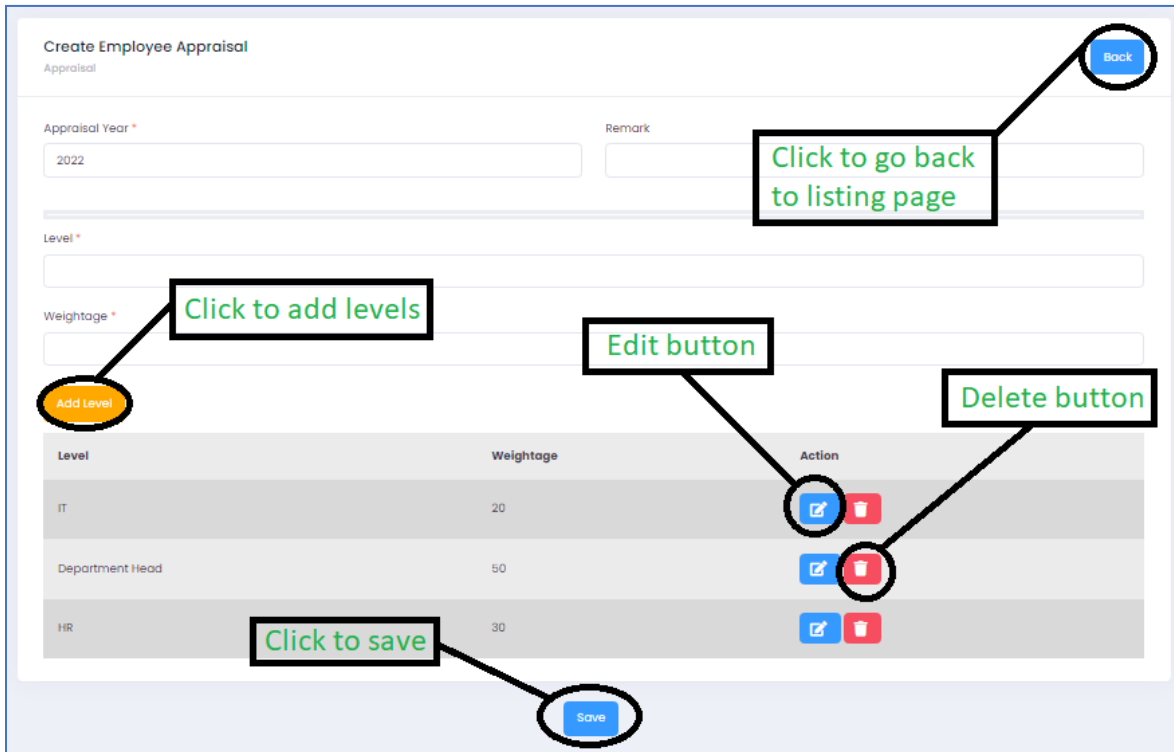 Create Employee Appraisal
Appraisal
Back
Appraisal Year *
Remark
2022
Click to go back
to listing page
Level *
Click to add levels
Weightage *
Edit button
Add Level
Delete button
Level Weightage Action
IT 20
Department Head 50
HR 30
Click to save
Save